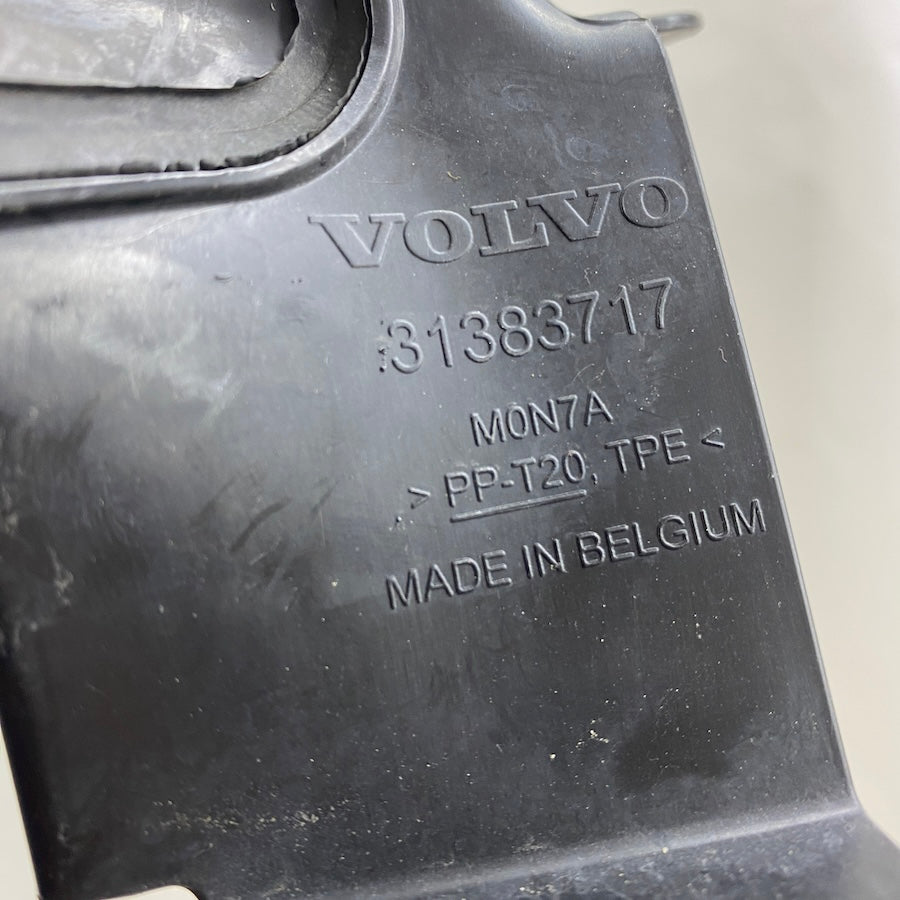 VOLVO
31383717
M0N7A
> PP-T20, TPE <
MADE IN BELGIUM